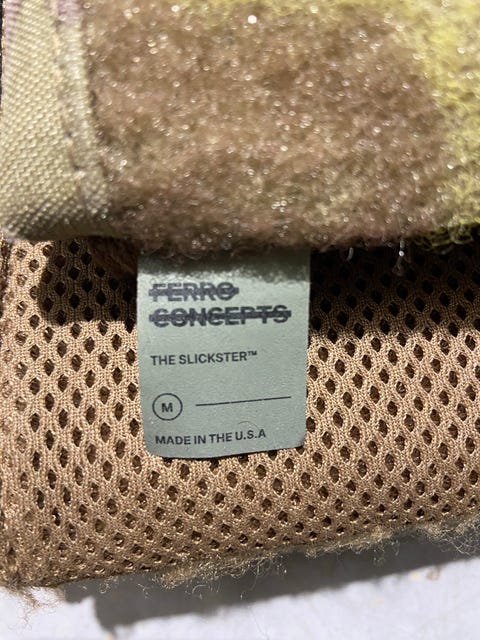 FERRO
CONCEPTS
THE SLICKSTER™
M
MADE IN THE U.S.A